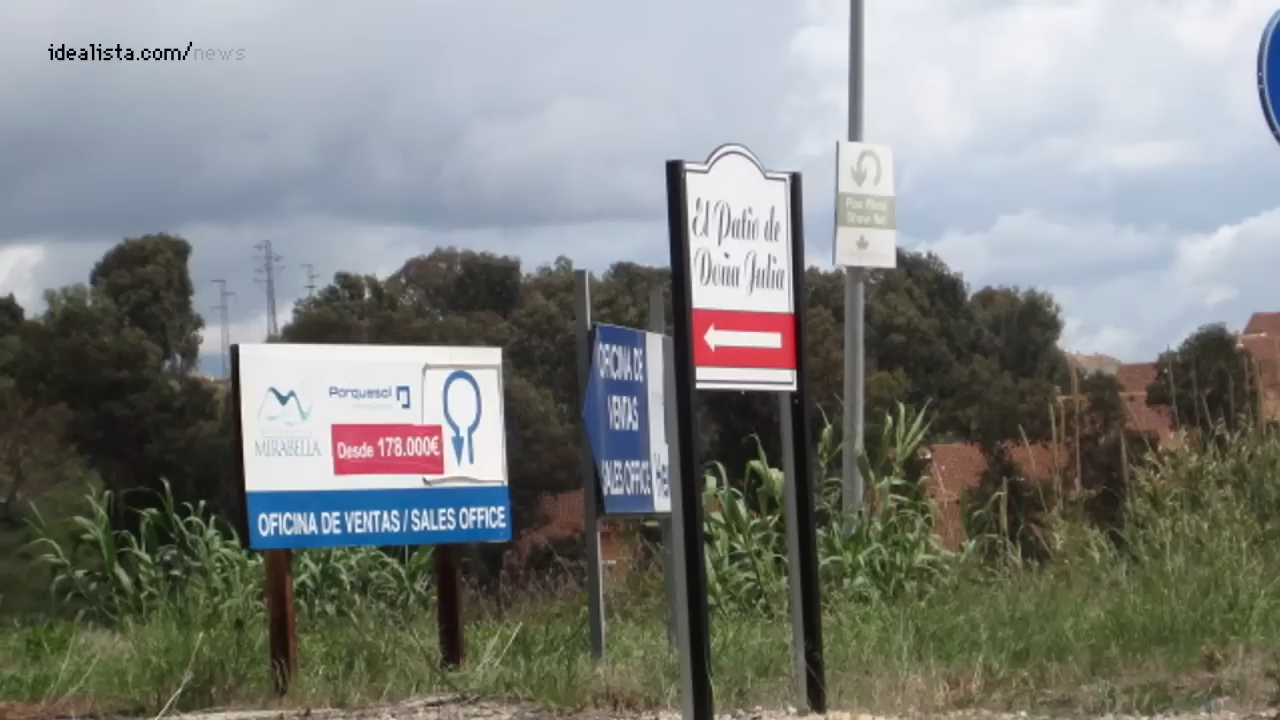 idealista.com/news
El Patio de
Doña Julia
Porquesol
MIRABELLA
Desde 178.000€
OFICINA DE VENTAS / SALES OFFICE
OFICINA DE
VENTAS
SALES OFFICE